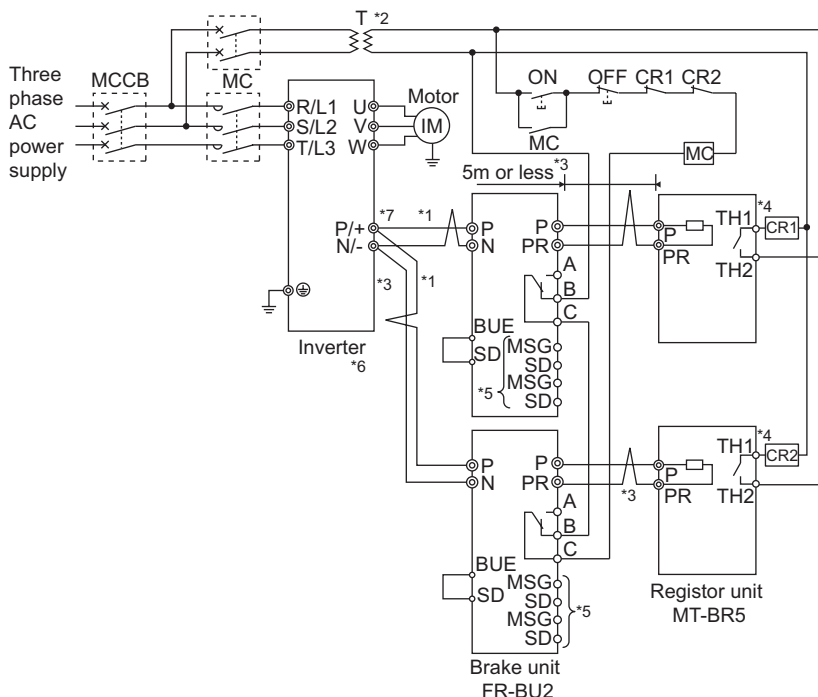 T *2
Three
phase
AC
power
supply
MCCB
MC
R/L1
S/L2
T/L3
U
V
W
Motor
IM
ON
OFF
CR1
CR2
MC
MC
5m or less *3
P/+
N/-
*7
*1
*3
*1
Inverter
*6
P
N
P
PR
A
B
C
BUE
SD
MSG
SD
MSG
SD
*5
P
PR
TH1
*4
CR1
TH2
P
N
P
PR
A
B
C
BUE
SD
MSG
SD
MSG
SD
*5
*3
P
PR
TH1
*4
CR2
TH2
Registor unit
MT-BR5
Brake unit
FR-BU2